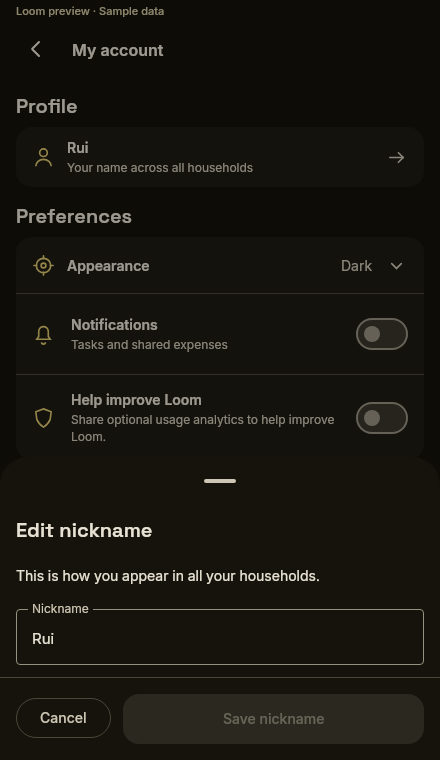 Loom preview · Sample data
My account
Profile
Rui
Your name across all households
Preferences
Appearance
Dark
Notifications
Tasks and shared expenses
Help improve Loom
Share optional usage analytics to help improve
Loom.
Edit nickname
This is how you appear in all your households.
Nickname
Rui
Cancel
Save nickname